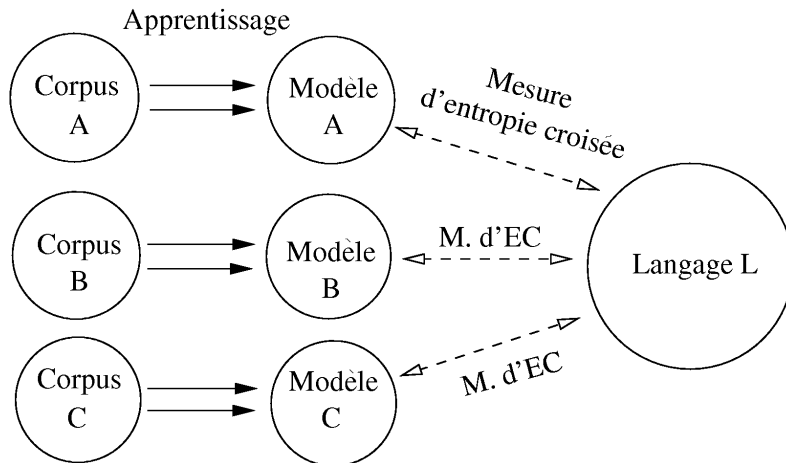 Apprentissage
Corpus
A
Modèle
A
Mesure
d'entropie croisée
Corpus
B
Modèle
B
M. d'EC
Langage L
Corpus
C
Modèle
C
M. d'EC